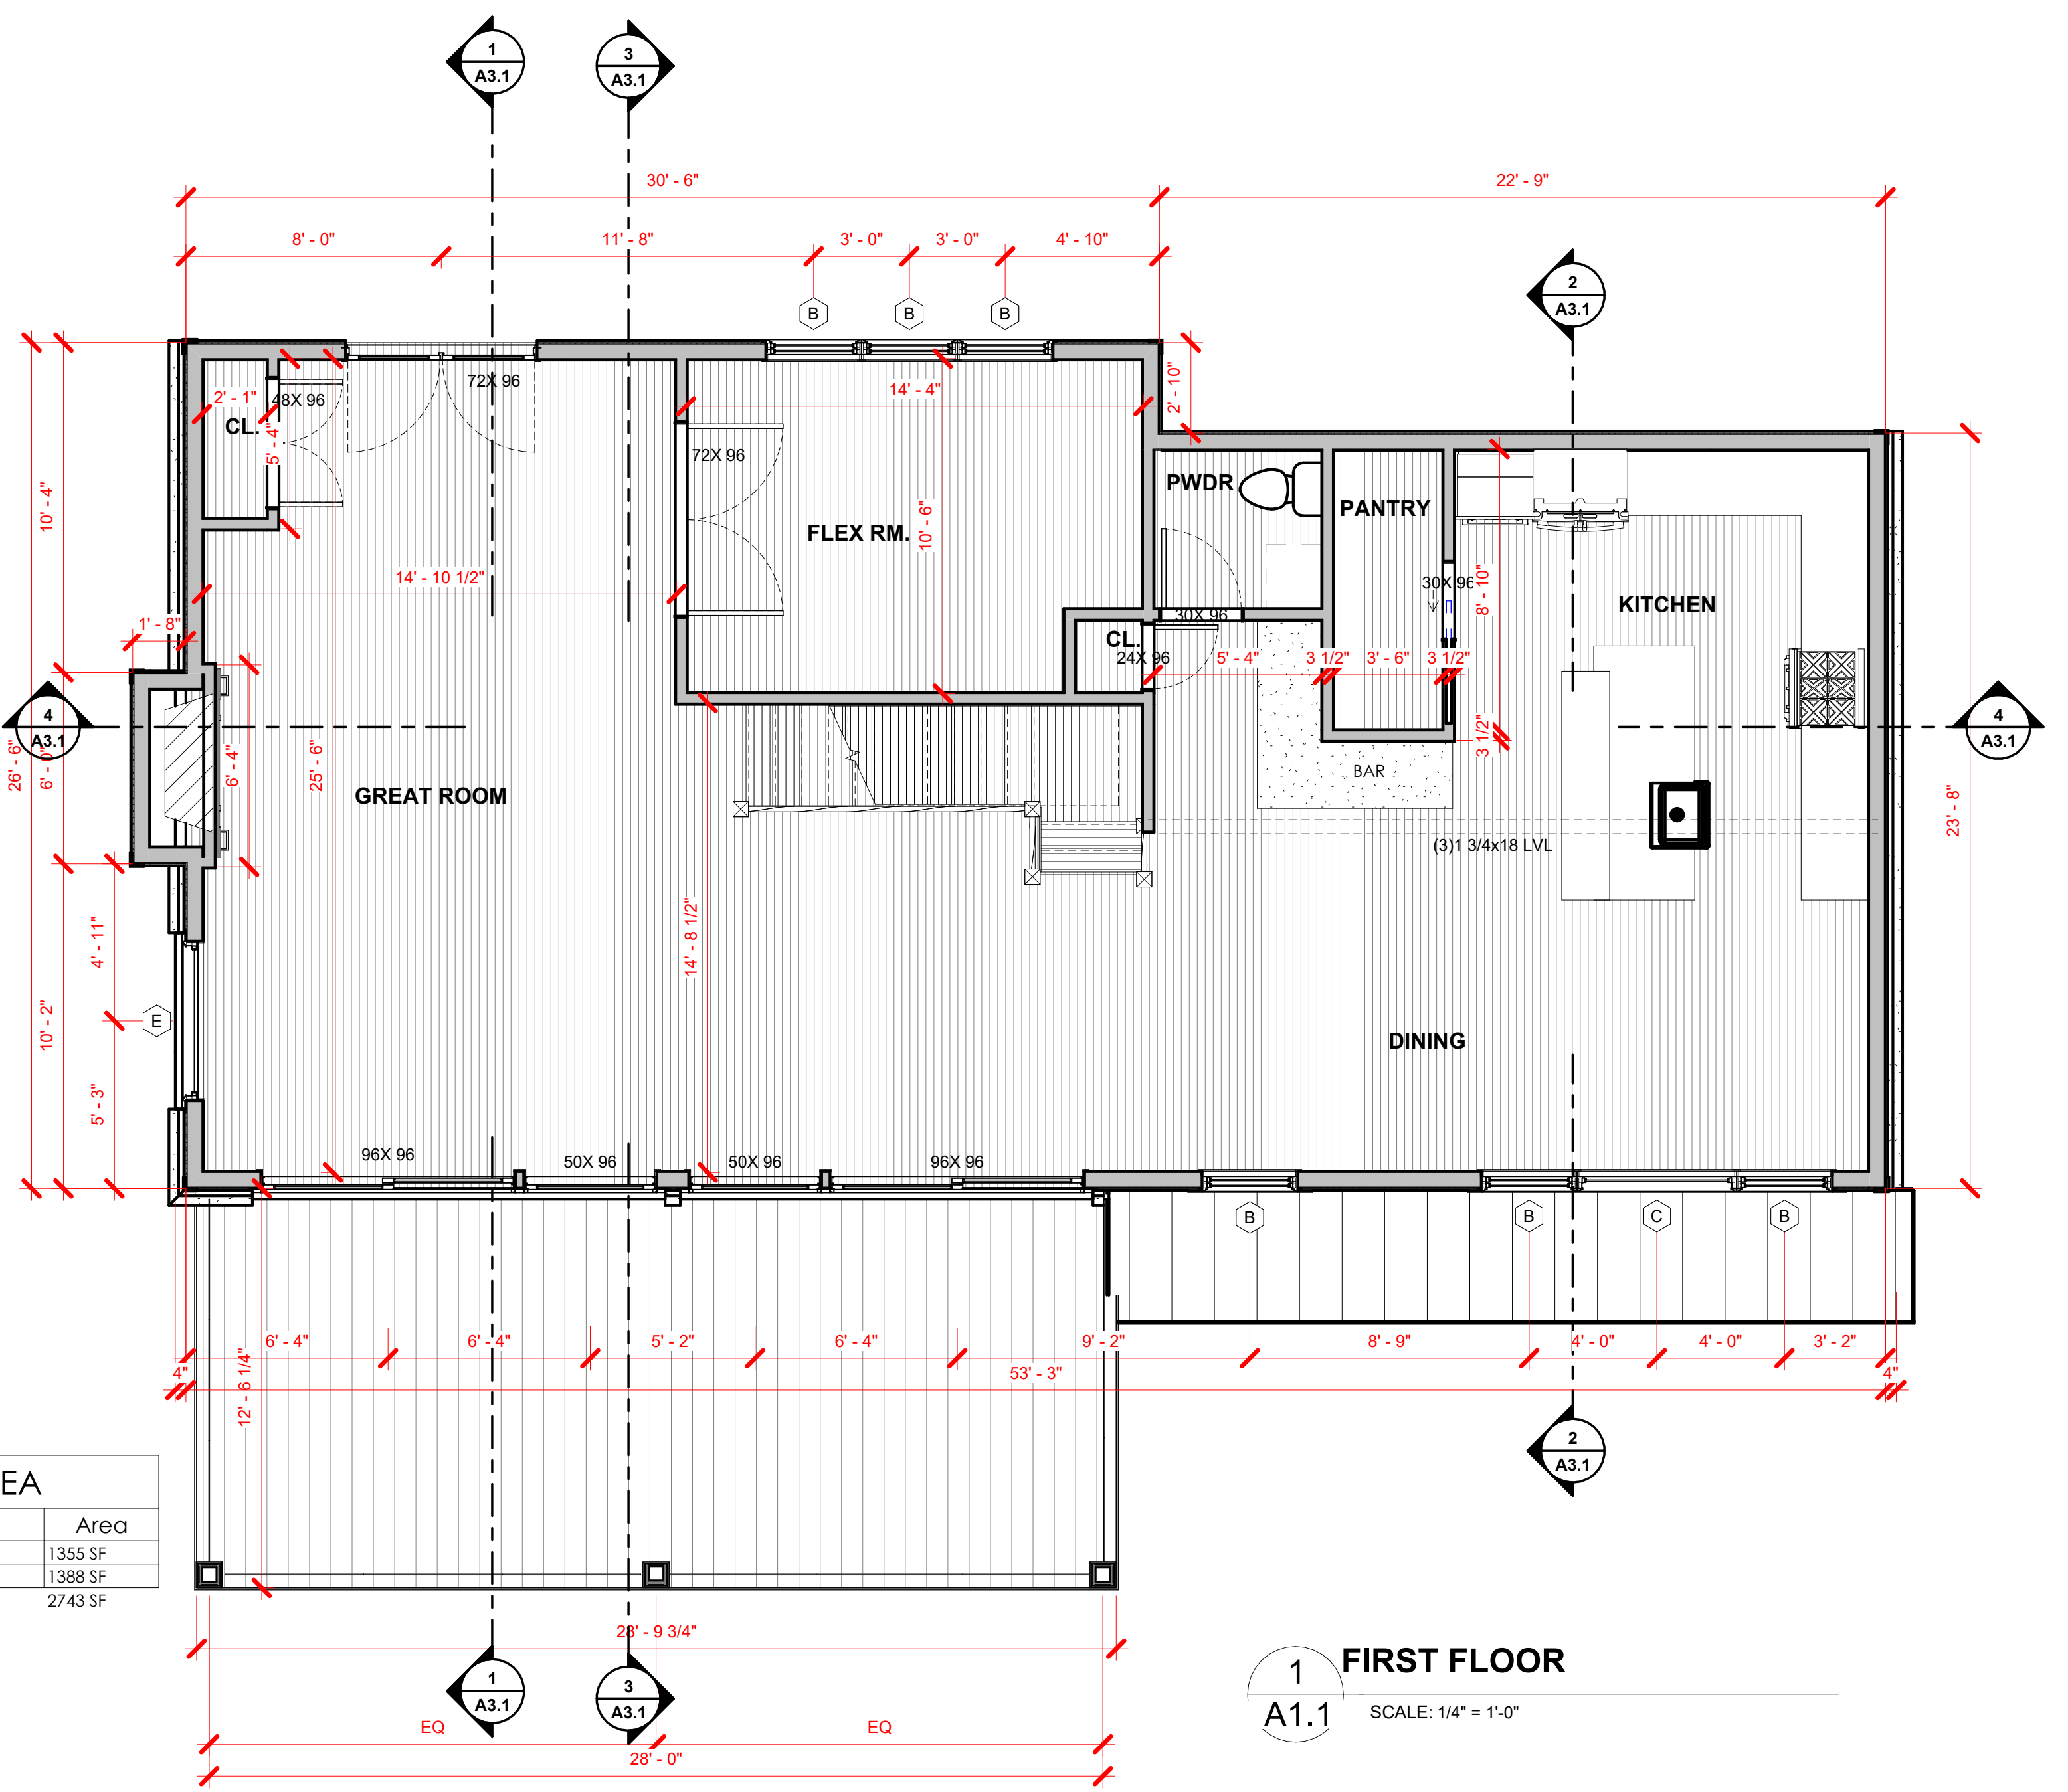 1
A3.1
3
A3.1
30' - 6"
22' - 9"
8' - 0"
11' - 8"
3' - 0"
3' - 0"
4' - 10"
2
A3.1
B
B
B
72X 96
48X 96
2' - 1"
CL.
5' - 4"
14' - 4"
2' - 10"
72X 96
PWDR
PANTRY
10' - 4"
FLEX RM.
10' - 6"
14' - 10 1/2"
30X 96
8' - 10"
KITCHEN
30X 96
1' - 8"
CL.
24X 96
5' - 4"
3 1/2"
3' - 6"
3 1/2"
4
A3.1
4
A3.1
3 1/2"
26' - 6"
6' - 0"
6' - 4"
25' - 6"
BAR
GREAT ROOM
23' - 8"
(3)1 3/4x18 LVL
4' - 11"
14' - 8 1/2"
10' - 2"
E
DINING
5' - 3"
96X 96
50X 96
50X 96
96X 96
B
B
C
B
6' - 4"
6' - 4"
5' - 2"
6' - 4"
9' - 2"
8' - 9"
4' - 0"
4' - 0"
3' - 2"
4"
53' - 3"
4"
12' - 6 1/4"
2
A3.1
EA
Area
1355 SF
1388 SF
2743 SF
28' - 9 3/4"
1
A3.1
3
A3.1
EQ
EQ
28' - 0"
1
A1.1
FIRST FLOOR
SCALE: 1/4" = 1'-0"